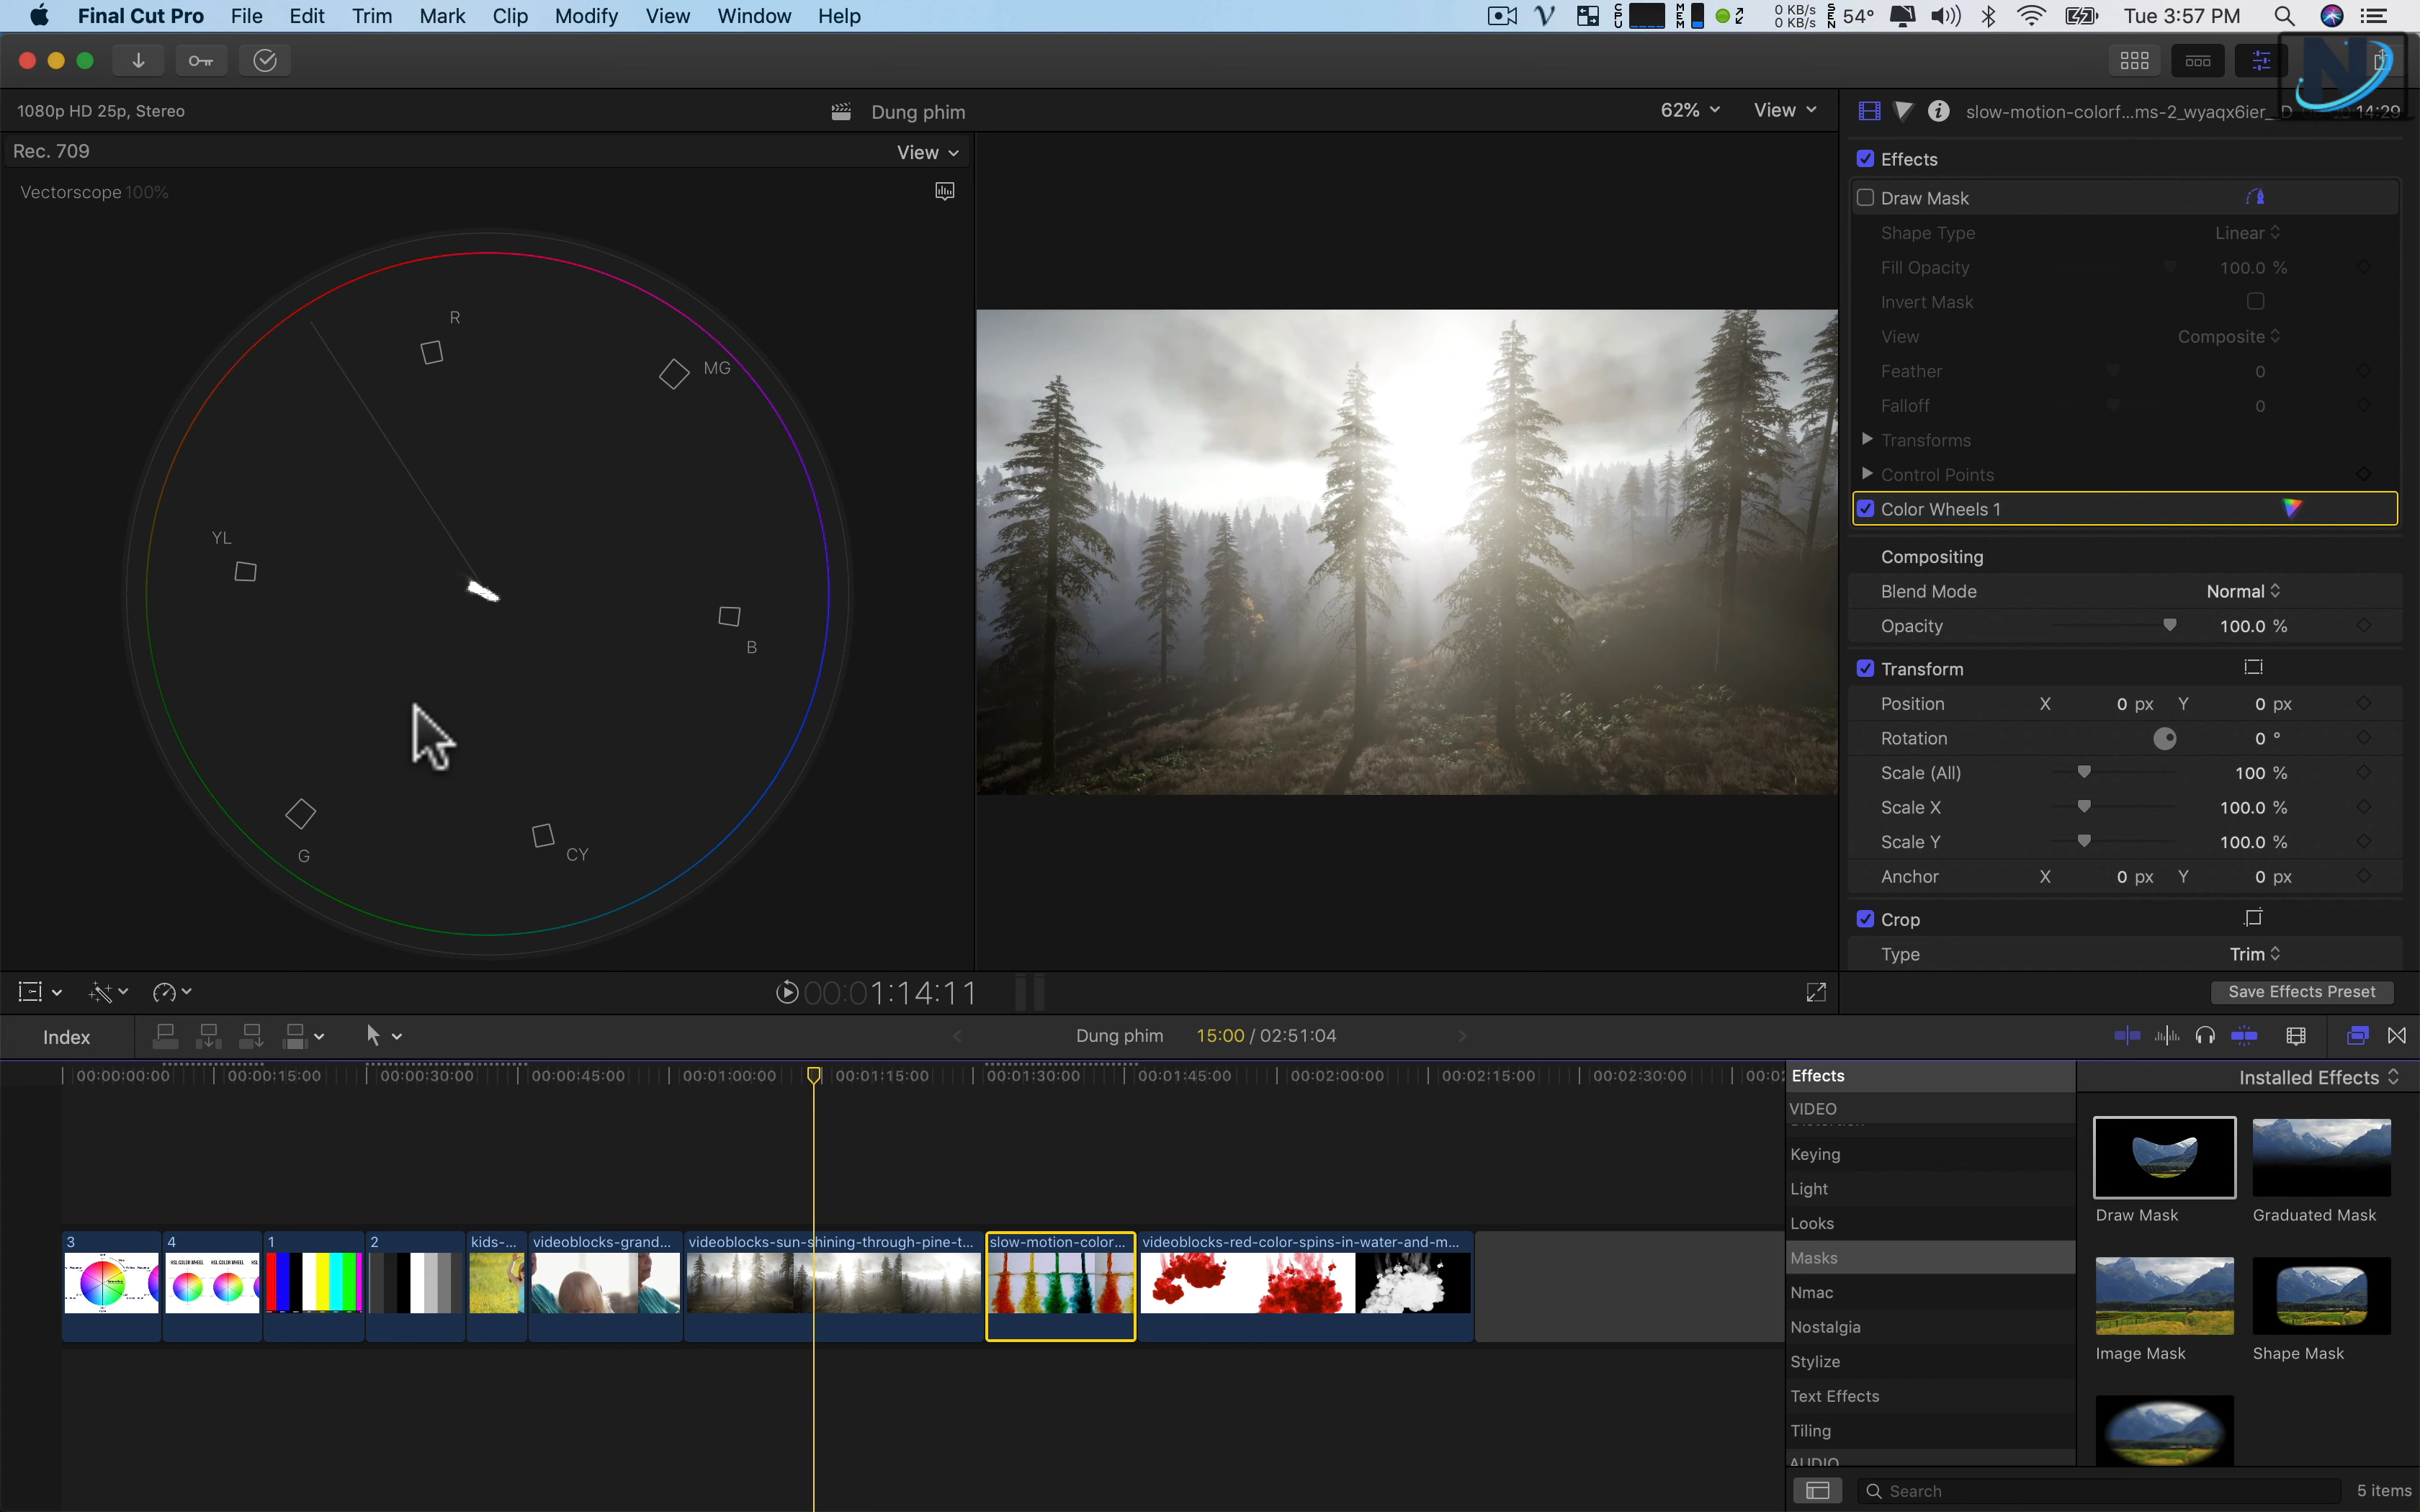 Final Cut Pro File Edit Trim Mark Clip Modify View Window Help
CPU MEM 0 KB/s 0 KB/s SEN 54° Tue 3:57 PM
1080p HD 25p, Stereo
Dung phim
62% View
slow-motion-colorf...ms-2_wyaqx6ier_ D 14:29
Rec. 709
View
Vectorscope 100%
R
MG
YL
B
G
CY
Effects
Draw Mask
Shape Type Linear
Fill Opacity 100.0 %
Invert Mask
View Composite
Feather 0
Falloff 0
Transforms
Control Points
Color Wheels 1
Compositing
Blend Mode Normal
Opacity 100.0 %
Transform
Position X 0 px Y 0 px
Rotation 0 °
Scale (All) 100 %
Scale X 100.0 %
Scale Y 100.0 %
Anchor X 0 px Y 0 px
Crop
Type Trim
00:01:14:11
Save Effects Preset
Index
Dung phim 15:00 / 02:51:04
00:00:00:00 00:00:15:00 00:00:30:00 00:00:45:00 00:01:00:00 00:01:15:00 00:01:30:00 00:01:45:00 00:02:00:00 00:02:15:00 00:02:30:00
3 4 1 2 kids-... videoblocks-grand... videoblocks-sun-shining-through-pine-t... slow-motion-color... videoblocks-red-color-spins-in-water-and-m...
HSL COLOR WHEEL HSL COLOR WHEEL
Effects
Installed Effects
VIDEO
Keying
Light
Looks
Masks
Nmac
Nostalgia
Stylize
Text Effects
Tiling
AUDIO
Draw Mask
Graduated Mask
Image Mask
Shape Mask
Search
5 items